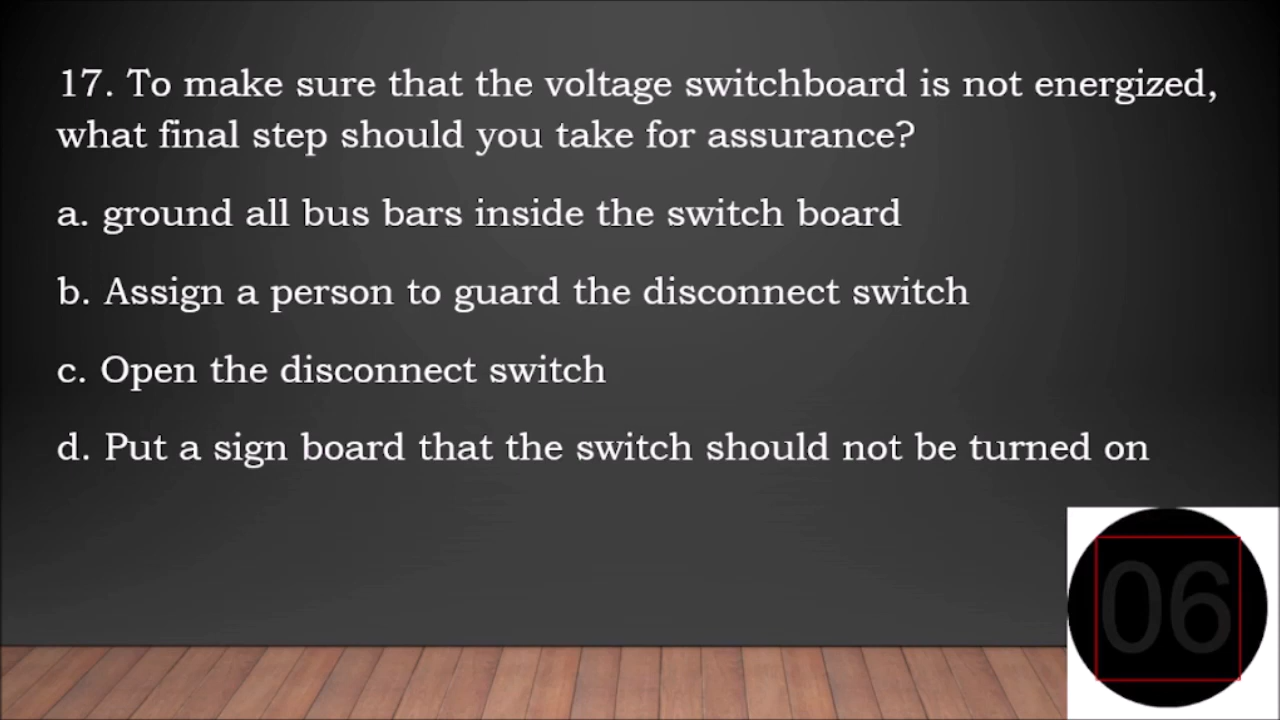 17. To make sure that the voltage switchboard is not energized,
what final step should you take for assurance?
a. ground all bus bars inside the switch board
b. Assign a person to guard the disconnect switch
c. Open the disconnect switch
d. Put a sign board that the switch should not be turned on
06